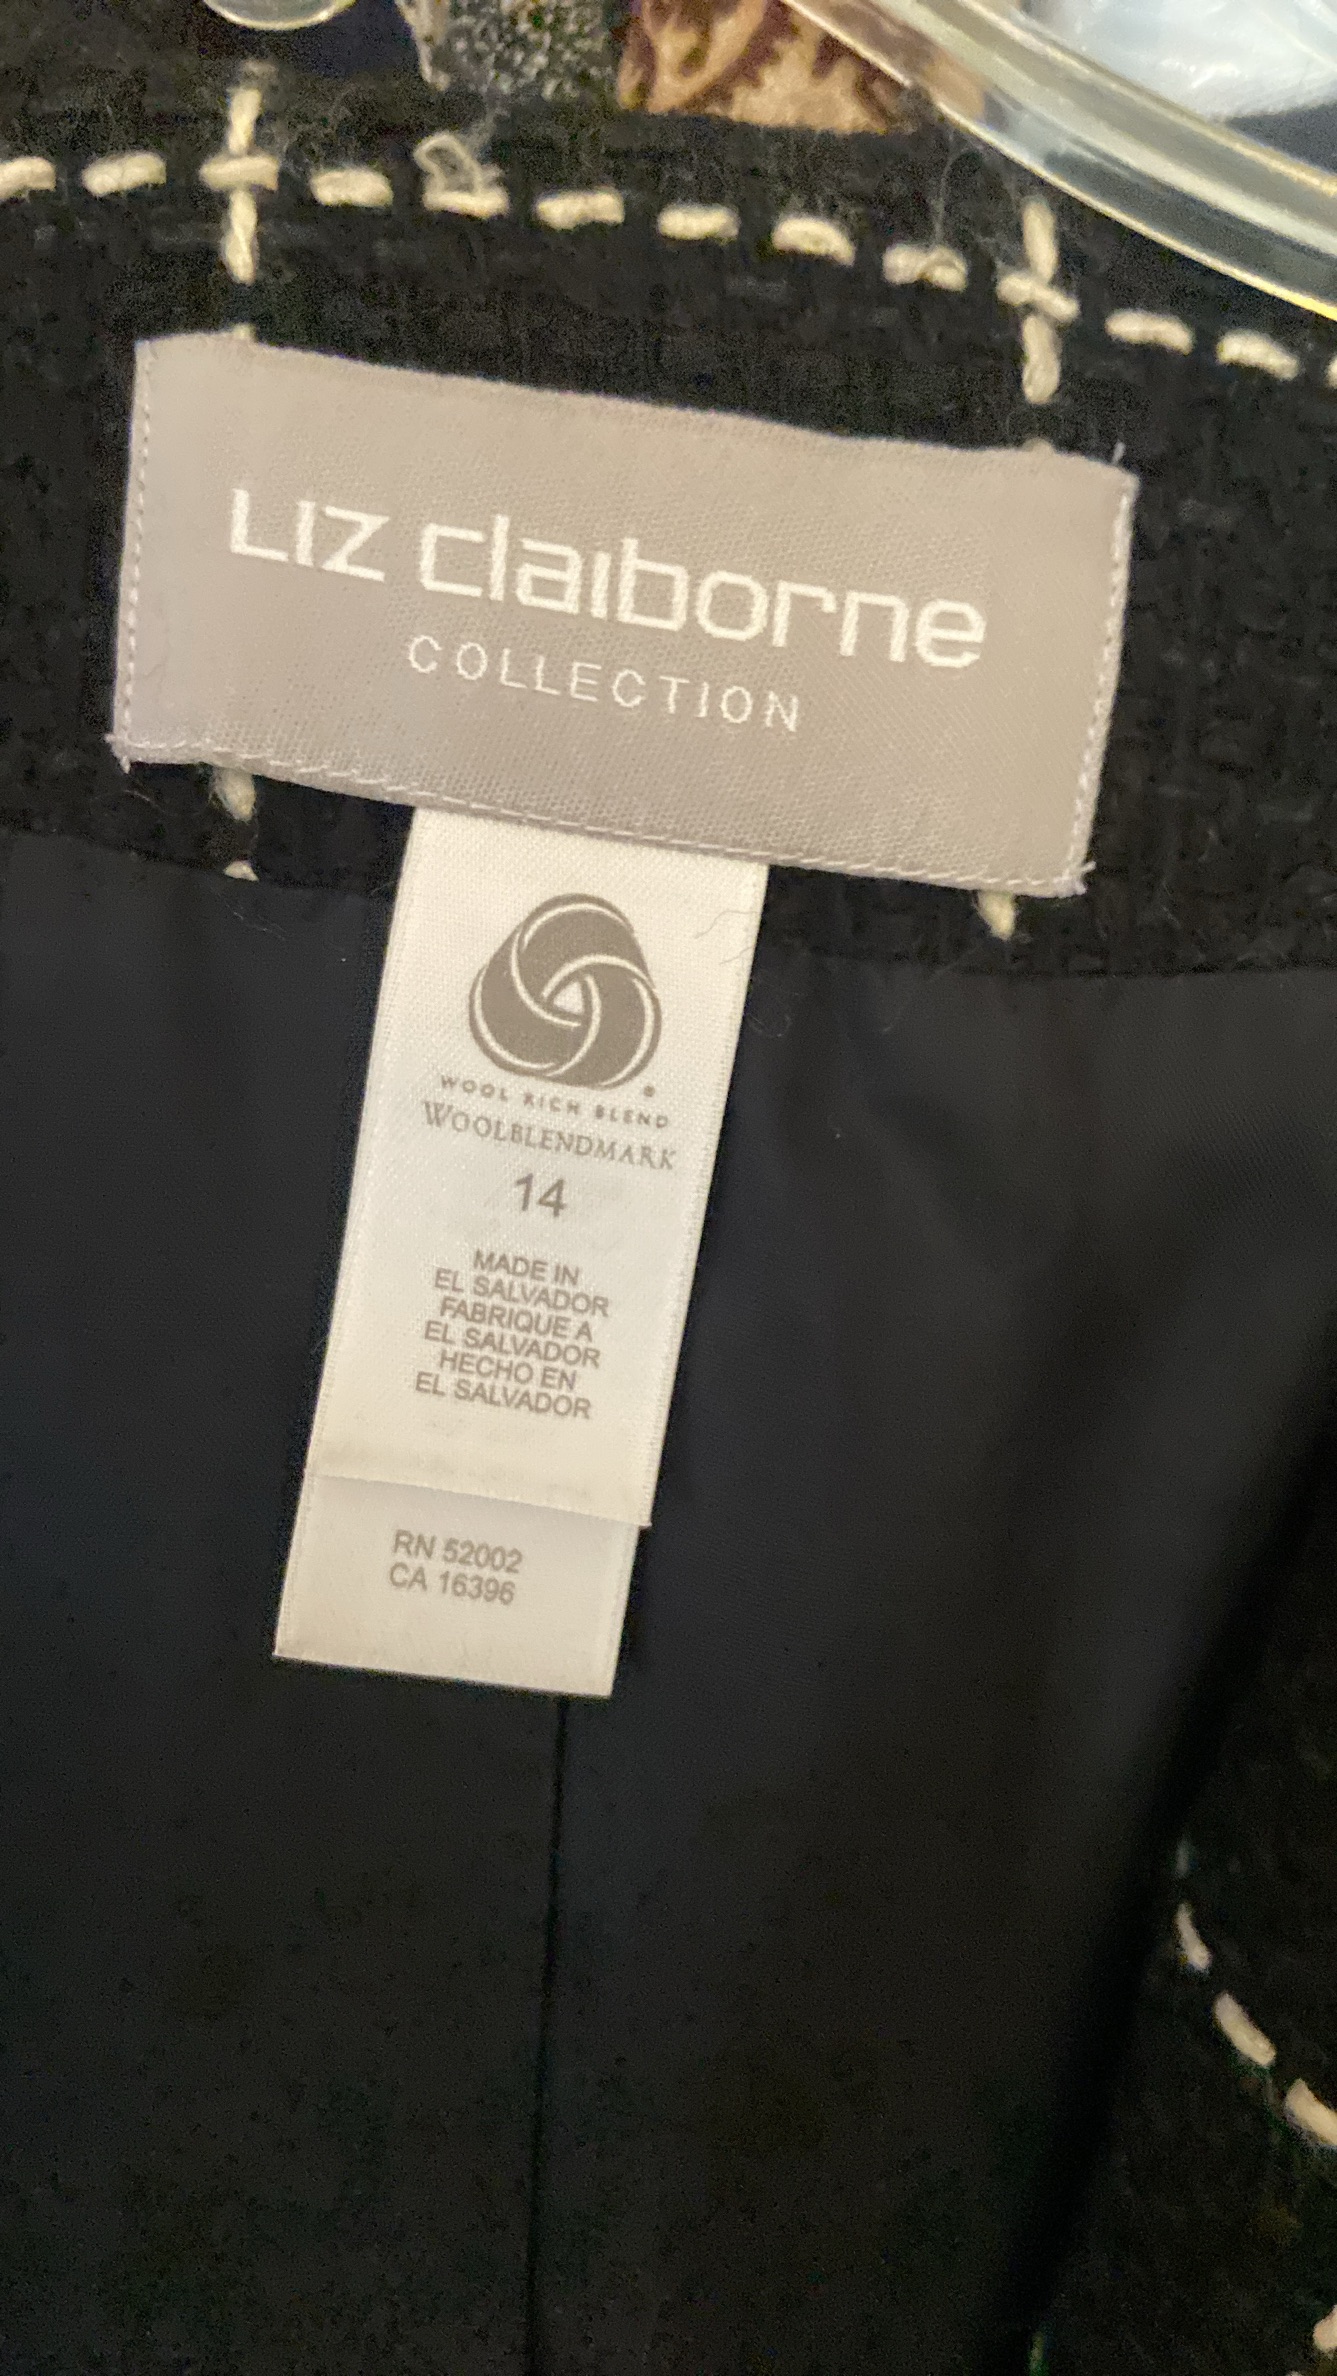 LIZ claiborne
COLLECTION
®
WOOL RICH BLEND
WOOLBLENDMARK
14
MADE IN
EL SALVADOR
FABRIQUE A
EL SALVADOR
HECHO EN
EL SALVADOR
RN 52002
CA 16396